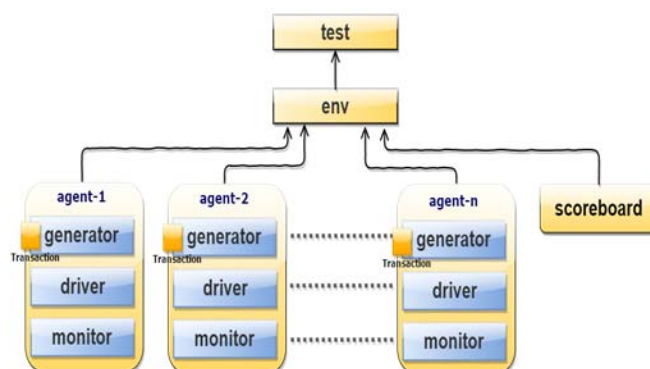 test
env
agent-1
agent-2
agent-n
scoreboard
generator
generator
generator
Transaction
Transaction
Transaction
driver
driver
driver
monitor
monitor
monitor